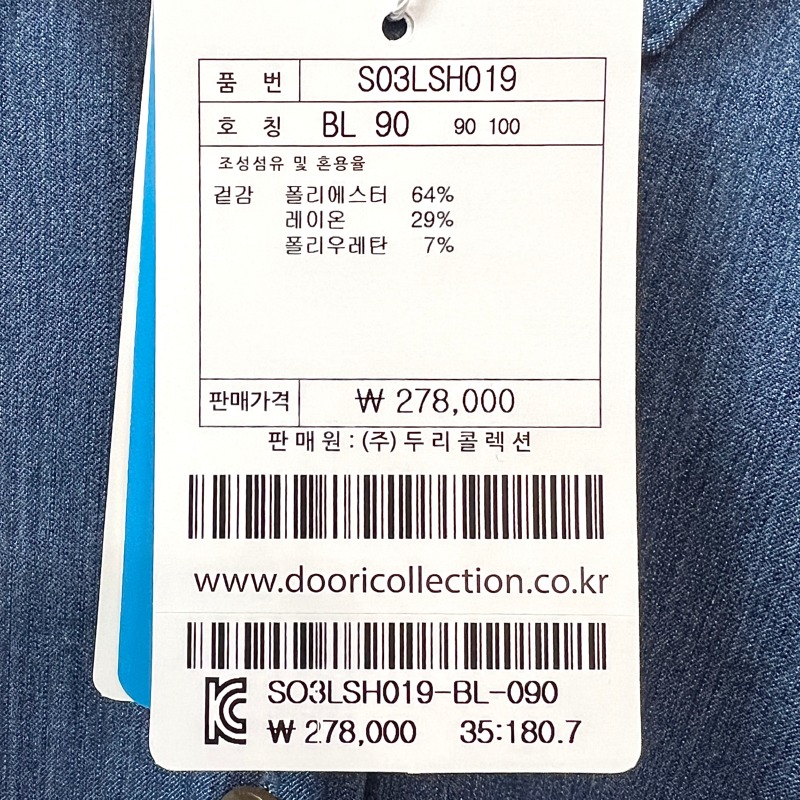 품 번 S03LSH019
호 칭 BL 90 90 100
조성섬유 및 혼용율
겉감 폴리에스터 64%
레이온 29%
폴리우레탄 7%
판매가격 ₩ 278,000
판매원 : (주)두리콜렉션
www.dooricollection.co.kr
KC S03LSH019-BL-090
₩ 278,000 35:180.7